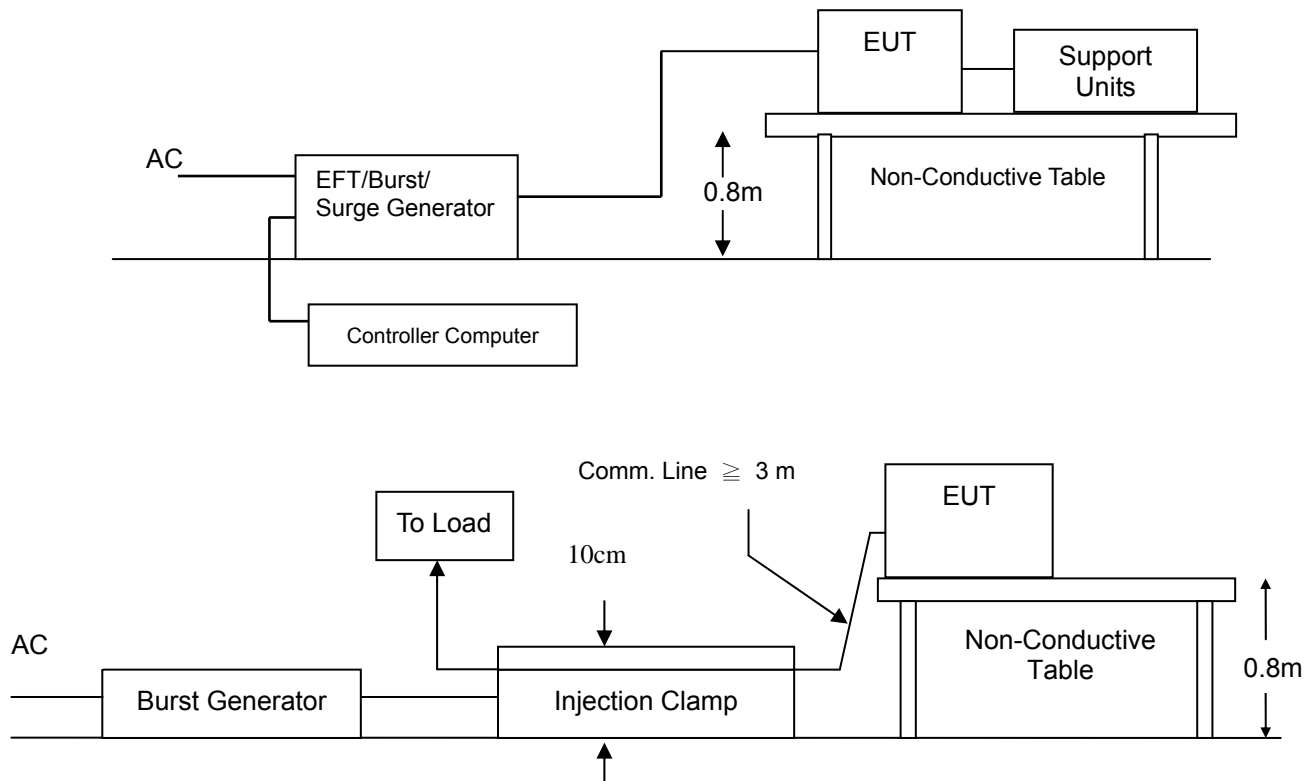 EUT
Support
Units
AC
EFT/Burst/
Surge Generator
0.8m
Non-Conductive Table
Controller Computer
Comm. Line ≧ 3 m
EUT
To Load
10cm
AC
Non-Conductive
Table
0.8m
Burst Generator
Injection Clamp